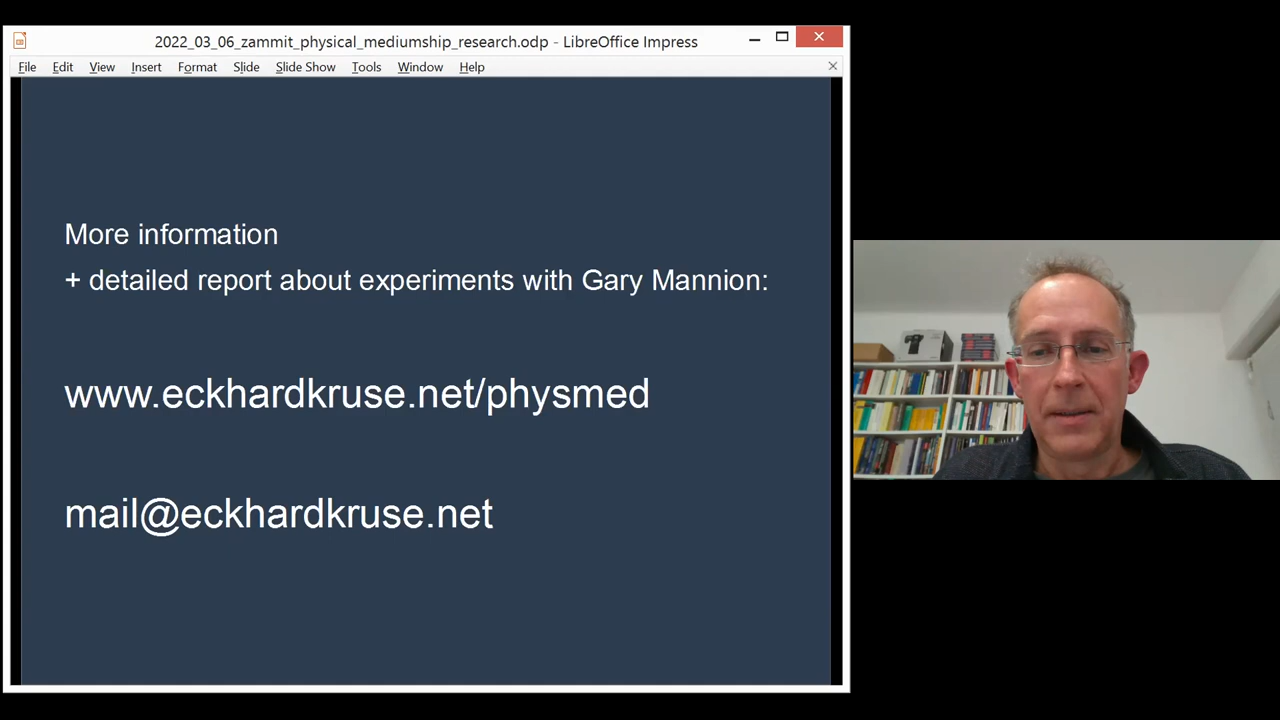 2022_03_06_zammit_physical_mediumship_research.odp - LibreOffice Impress
File Edit View Insert Format Slide Slide Show Tools Window Help
More information
+ detailed report about experiments with Gary Mannion:
www.eckhardkruse.net/physmed
mail@eckhardkruse.net